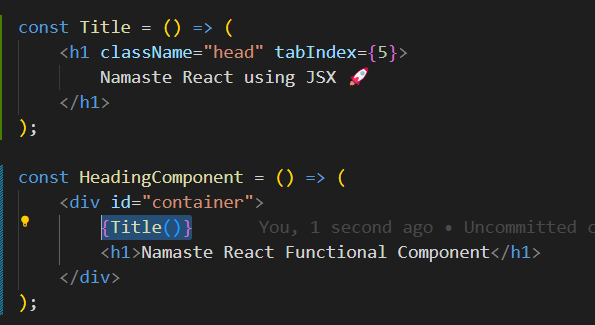 const Title = () => (
<h1 className="head" tabIndex={5}>
Namaste React using JSX 🚀
</h1>
);
const HeadingComponent = () => (
<div id="container">
{Title()} You, 1 second ago • Uncommitted
<h1>Namaste React Functional Component</h1>
</div>
);